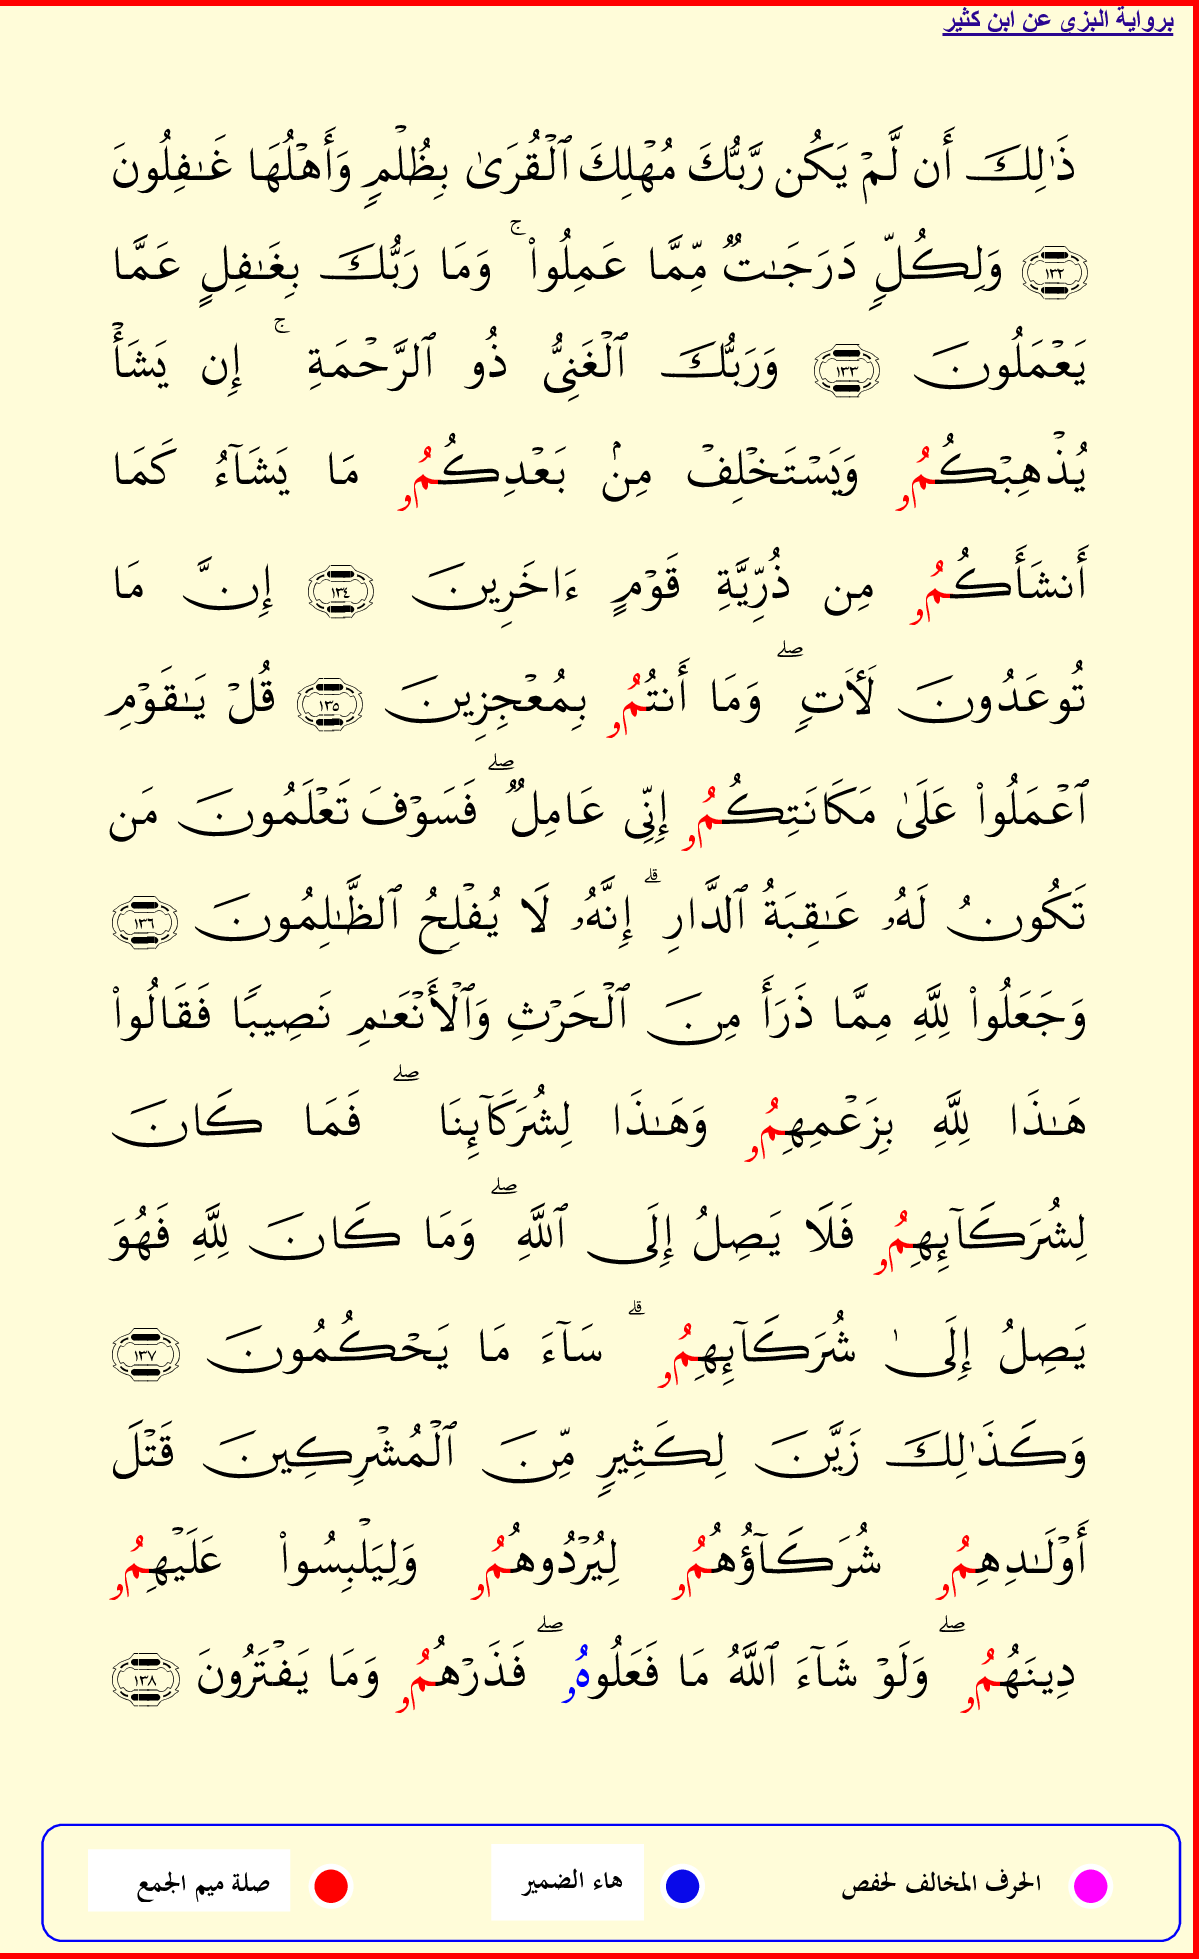 برواية البزى عن ابن كثير
ذَٰلِكَ أَن لَّمْ يَكُن رَّبُّكَ مُهْلِكَ ٱلْقُرَىٰ بِظُلْمٍۢ وَأَهْلُهَا غَـٰفِلُونَ
١٣٢ وَلِكُلٍّۢ دَرَجَـٰتٌۭ مِّمَّا عَمِلُوا۟ ۚ وَمَا رَبُّكَ بِغَـٰفِلٍ عَمَّا
يَعْمَلُونَ ١٣٣ وَرَبُّكَ ٱلْغَنِىُّ ذُو ٱلرَّحْمَةِ ۚ إِن يَشَأْ
يُذْهِبْكُمُۥ وَيَسْتَخْلِفْ مِنۢ بَعْدِكُمُۥ مَا يَشَآءُ كَمَا
أَنشَأَكُمُۥ مِن ذُرِّيَّةِ قَوْمٍ ءَاخَرِينَ ١٣٤ إِنَّ مَا
تُوعَدُونَ لَأَتٍۢ ۖ وَمَا أَنتُمُۥ بِمُعْجِزِينَ ١٣٥ قُلْ يَـٰقَوْمِ
ٱعْمَلُوا۟ عَلَىٰ مَكَانَتِكُمُۥ إِنِّى عَامِلٌۭ ۖ فَسَوْفَ تَعْلَمُونَ مَن
تَكُونُ لَهُۥ عَـٰقِبَةُ ٱلدَّارِ ۗ إِنَّهُۥ لَا يُفْلِحُ ٱلظَّـٰلِمُونَ ١٣٦
وَجَعَلُوا۟ لِلَّهِ مِمَّا ذَرَأَ مِنَ ٱلْحَرْثِ وَٱلْأَنْعَـٰمِ نَصِيبًۭا فَقَالُوا۟
هَـٰذَا لِلَّهِ بِزَعْمِهِمُۥ وَهَـٰذَا لِشُرَكَآئِنَا ۖ فَمَا كَانَ
لِشُرَكَآئِهِمُۥ فَلَا يَصِلُ إِلَى ٱللَّهِ ۖ وَمَا كَانَ لِلَّهِ فَهُوَ
يَصِلُ إِلَىٰ شُرَكَآئِهِمُۥ ۗ سَآءَ مَا يَحْكُمُونَ ١٣٧
وَكَذَٰلِكَ زَيَّنَ لِكَثِيرٍۢ مِّنَ ٱلْمُشْرِكِينَ قَتْلَ
أَوْلَـٰدِهِمُۥ شُرَكَآؤُهُمُۥ لِيُرْدُوهُمُۥ وَلِيَلْبِسُوا۟ عَلَيْهِمُۥ
دِينَهُمُۥ ۖ وَلَوْ شَآءَ ٱللَّهُ مَا فَعَلُوهُۥ ۖ فَذَرْهُمُۥ وَمَا يَفْتَرُونَ ١٣٨
الحرف المخالف لحفص
هاء الضمير
صلة ميم الجمع